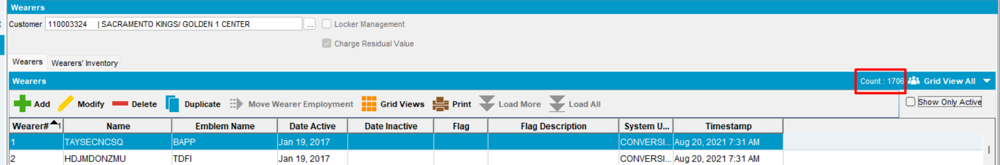 Wearers
Customer 110003324 | SACRAMENTO KINGS/ GOLDEN 1 CENTER ... Locker Management
Charge Residual Value
Wearers Wearers' Inventory
Wearers Count : 1706 Grid View All
Add Modify Delete Duplicate Move Wearer Employment Grid Views Print Load More Load All Show Only Active
Wearer# 1 Name Emblem Name Date Active Date Inactive Flag Flag Description System U... Timestamp
1 TAYSECNCSQ BAPP Jan 19, 2017 CONVERSI... Aug 20, 2021 7:31 AM
2 HDJMDONZMU TDFI Jan 19, 2017 CONVERSI... Aug 20, 2021 7:31 AM